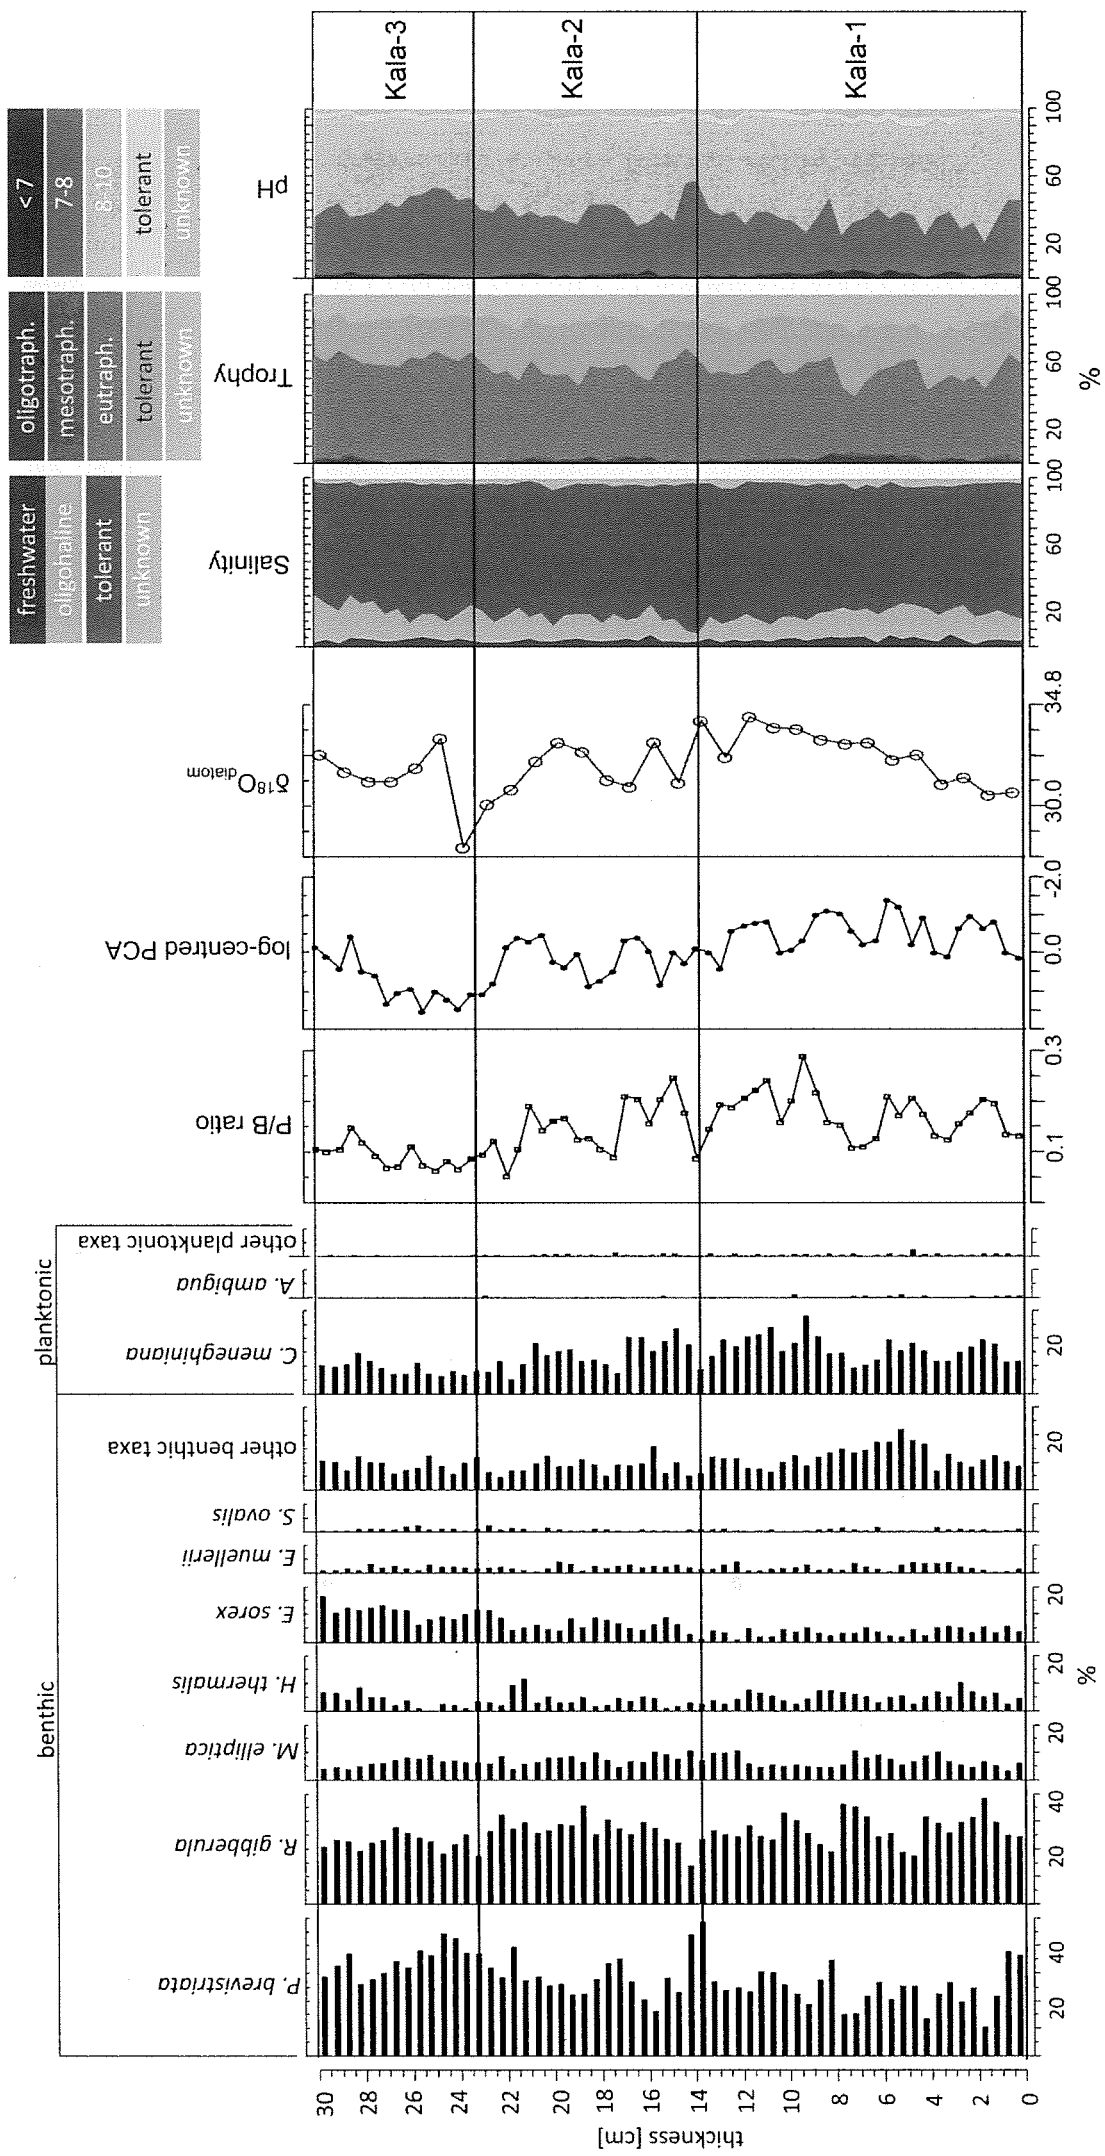 benthic
planktonic
P. brevistriata
R. gibberula
M. elliptica
H. thermalis
E. sorex
E. muellerii
S. ovalis
other benthic taxa
C. meneghiniana
A. ambigua
other planktonic taxa
P/B ratio
log-centred PCA
δ18Odiatom
Salinity
Trophy
pH
freshwater
oligohaline
tolerant
unknown
oligotraph.
mesotraph.
eutraph.
tolerant
unknown
< 7
7-8
8-10
tolerant
unknown
Kala-3
Kala-2
Kala-1
thickness [cm]
30 28 26 24 22 20 18 16 14 12 10 8 6 4 2 0
20 40
20 40
20
20
20
20
20
%
0.1 0.3
0.0 -2.0
30.0 34.8
20 60 100
20 60 100
20 60 100
%